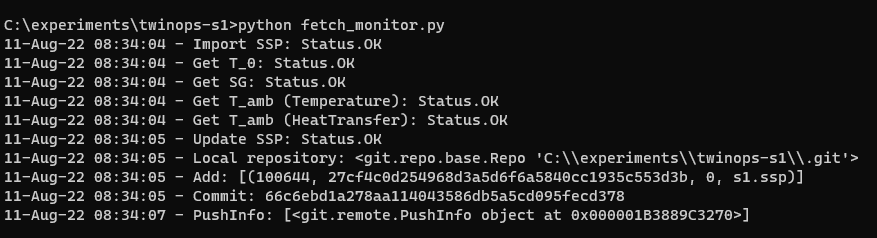 C:\experiments\twinops-s1>python fetch_monitor.py
11-Aug-22 08:34:04 - Import SSP: Status.OK
11-Aug-22 08:34:04 - Get T_0: Status.OK
11-Aug-22 08:34:04 - Get SG: Status.OK
11-Aug-22 08:34:04 - Get T_amb (Temperature): Status.OK
11-Aug-22 08:34:04 - Get T_amb (HeatTransfer): Status.OK
11-Aug-22 08:34:05 - Update SSP: Status.OK
11-Aug-22 08:34:05 - Local repository: <git.repo.base.Repo 'C:\\experiments\\twinops-s1\\.git'>
11-Aug-22 08:34:05 - Add: [(100644, 27cf4c0d254968d3a5d6f6a5840cc1935c553d3b, 0, s1.ssp)]
11-Aug-22 08:34:05 - Commit: 66c6ebd1a278aa114043586db5a5cd095fecd378
11-Aug-22 08:34:07 - PushInfo: [<git.remote.PushInfo object at 0x000001B3889C3270>]